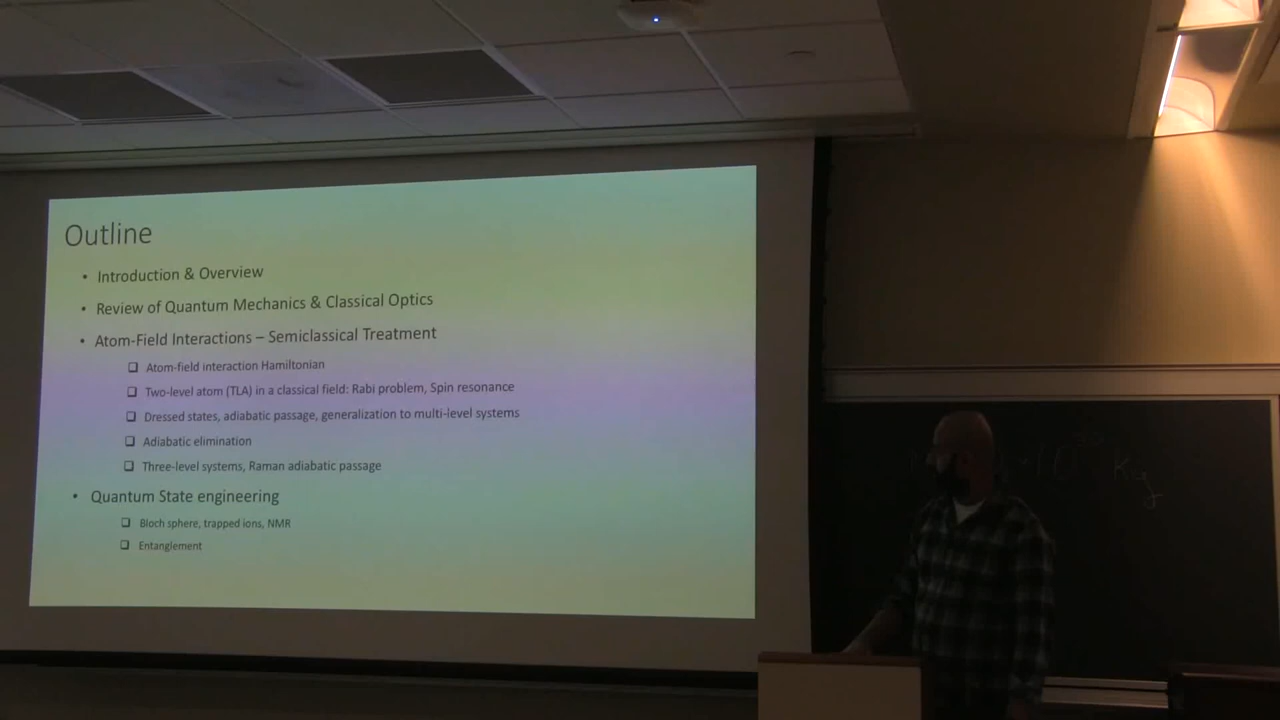 Outline
• Introduction & Overview
• Review of Quantum Mechanics & Classical Optics
• Atom-Field Interactions – Semiclassical Treatment
❑ Atom-field interaction Hamiltonian
❑ Two-level atom (TLA) in a classical field: Rabi problem, Spin resonance
❑ Dressed states, adiabatic passage, generalization to multi-level systems
❑ Adiabatic elimination
❑ Three-level systems, Raman adiabatic passage
• Quantum State engineering
❑ Bloch sphere, trapped ions, NMR
❑ Entanglement
Kg